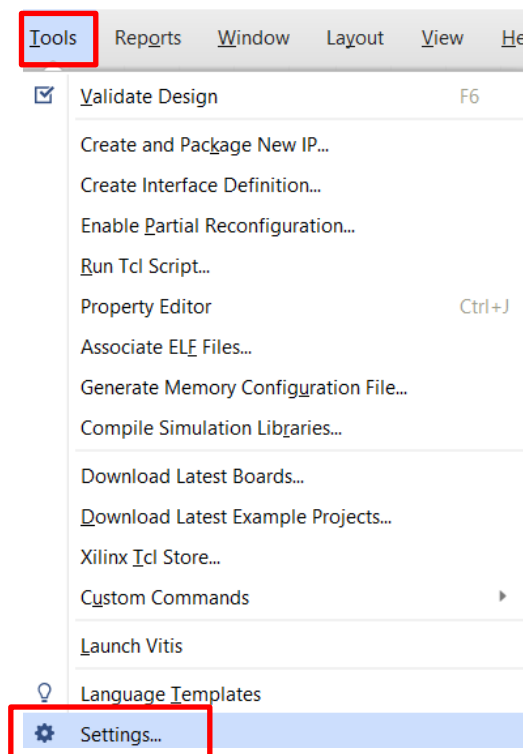 Tools Reports Window Layout View He
Validate Design F6
Create and Package New IP...
Create Interface Definition...
Enable Partial Reconfiguration...
Run Tcl Script...
Property Editor Ctrl+J
Associate ELF Files...
Generate Memory Configuration File...
Compile Simulation Libraries...
Download Latest Boards...
Download Latest Example Projects...
Xilinx Tcl Store...
Custom Commands
Launch Vitis
Language Templates
Settings...